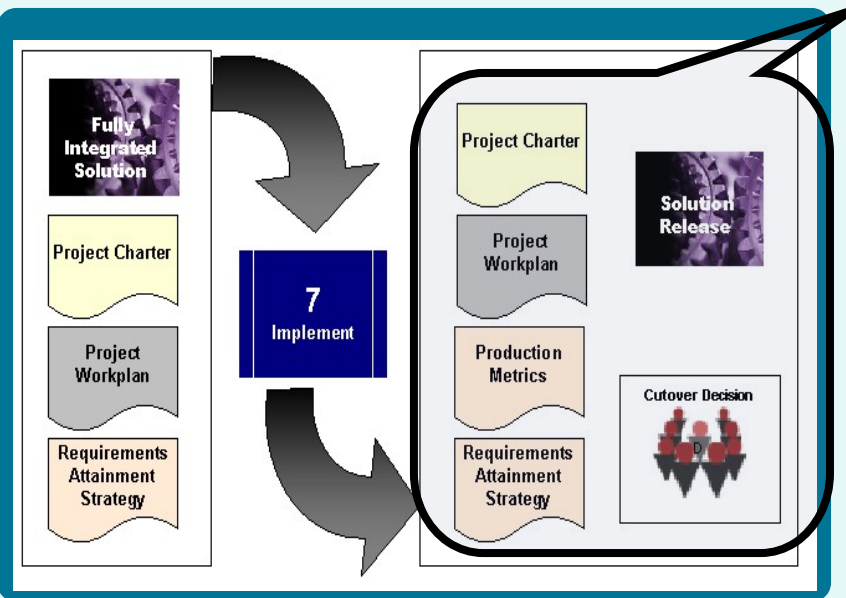 Fully
Integrated
Solution
Project Charter
Project
Workplan
Requirements
Attainment
Strategy
7
Implement
Project Charter
Project
Workplan
Production
Metrics
Requirements
Attainment
Strategy
Solution
Release
Cutover Decision
D